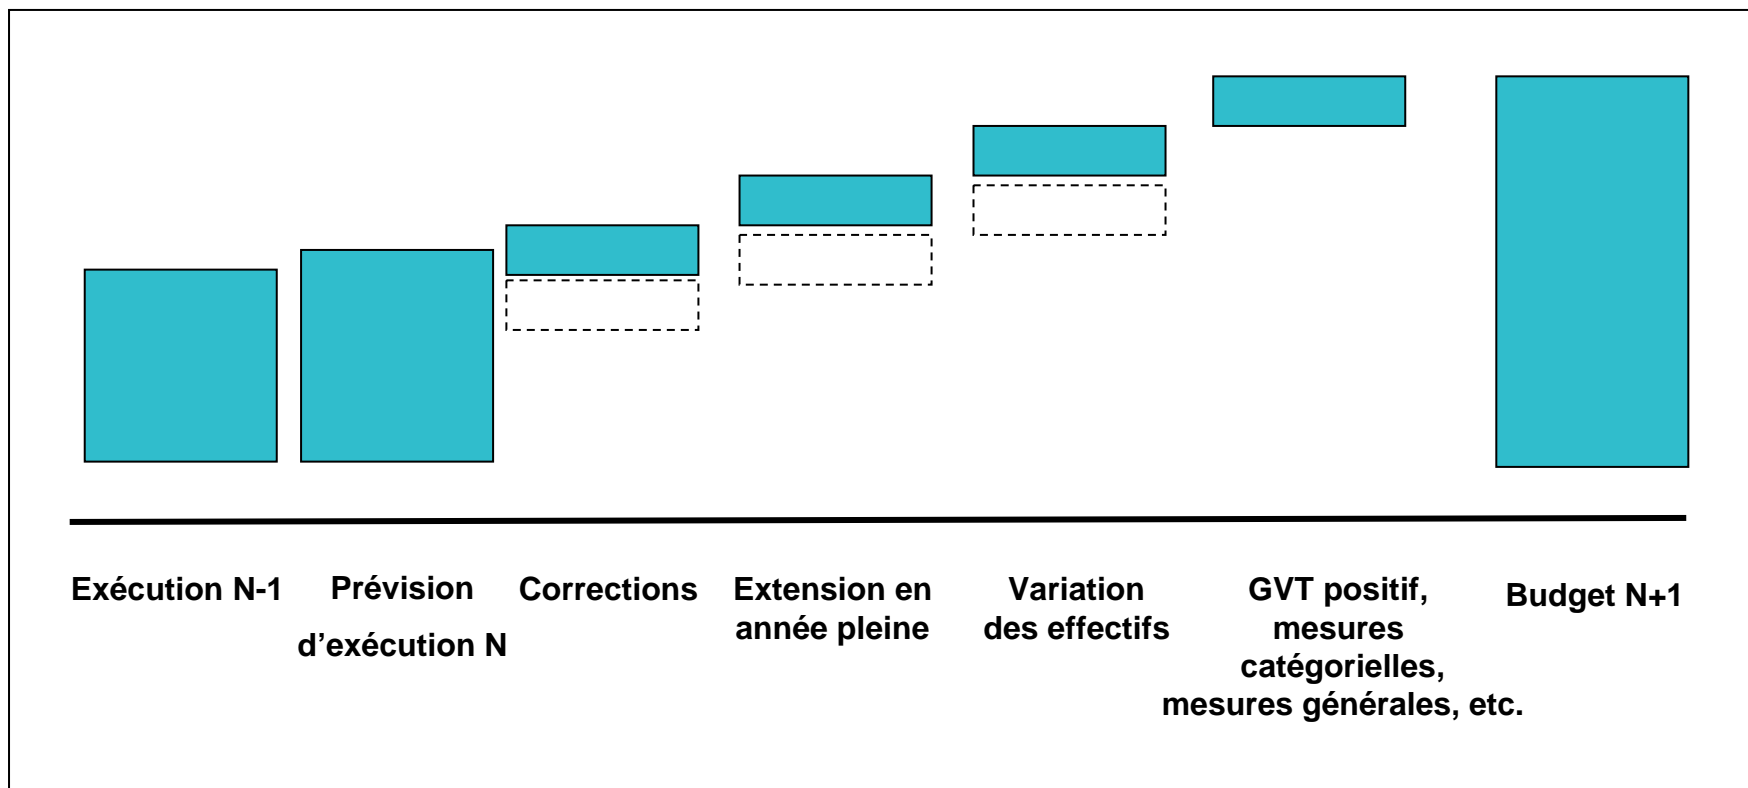 Exécution N-1
Prévision
d’exécution N
Corrections
Extension en
année pleine
Variation
des effectifs
GVT positif,
mesures
catégorielles,
mesures générales, etc.
Budget N+1